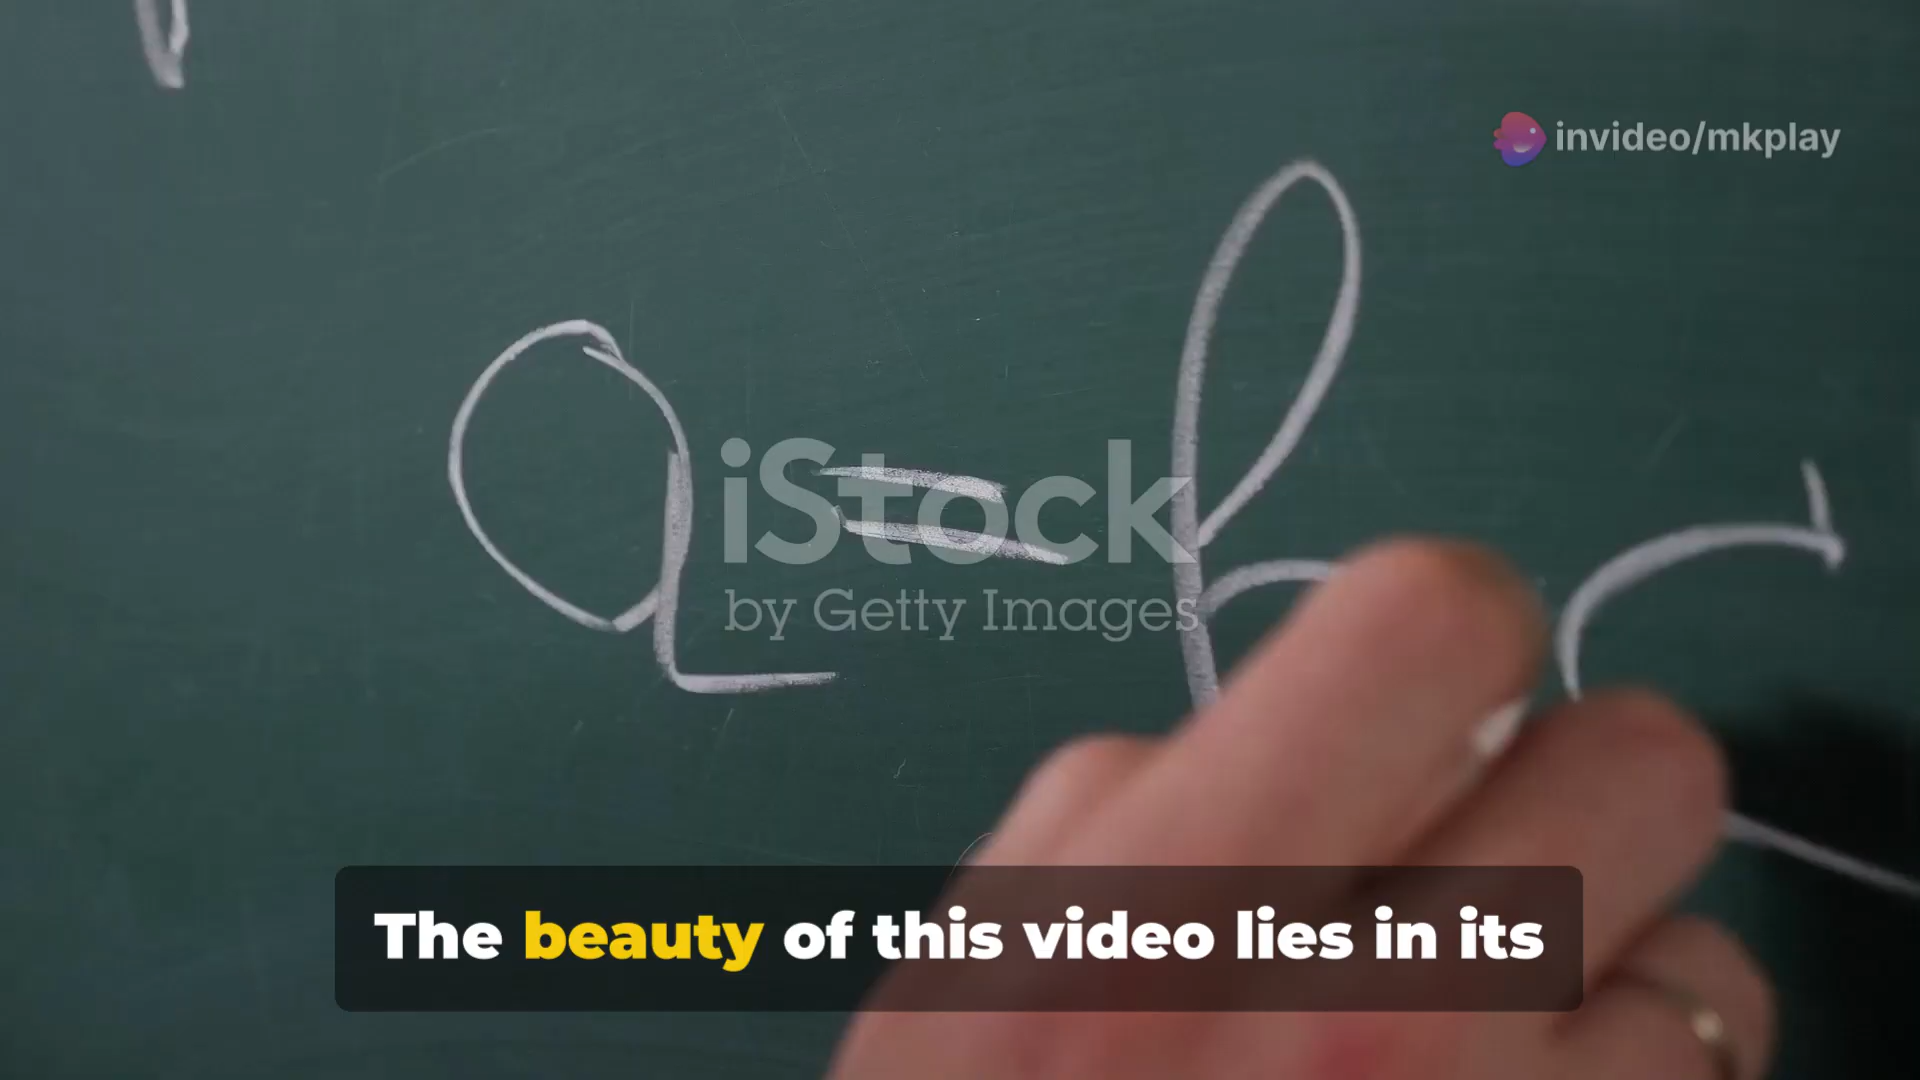 invideo/mkplay
a = b
iStock
by Getty Images
The beauty of this video lies in its